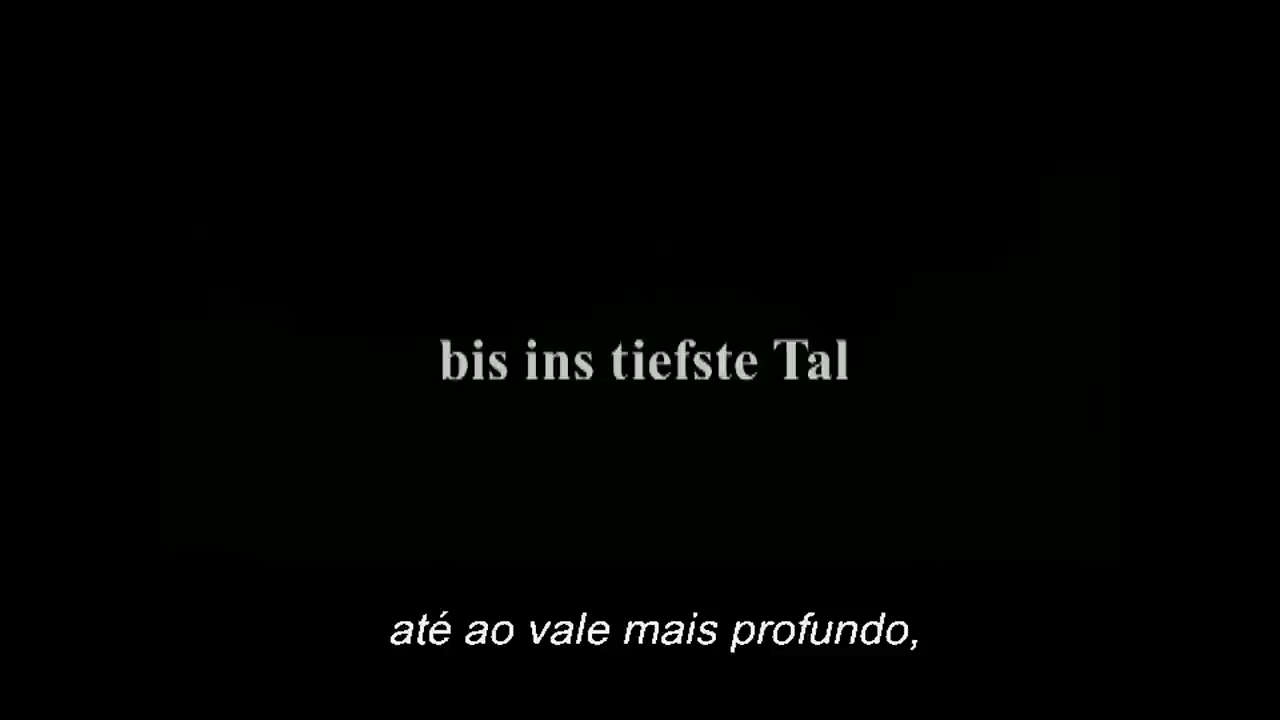 bis ins tiefste Tal
até ao vale mais profundo,